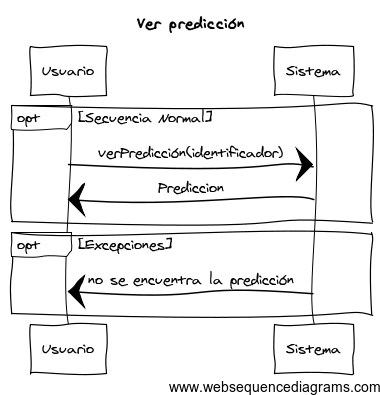 Ver predicción
Usuario
Sistema
opt
[Secuencia Normal]
verPredicción(identificador)
Prediccion
opt
[Excepciones]
no se encuentra la predicción
Usuario
Sistema
www.websequencediagrams.com